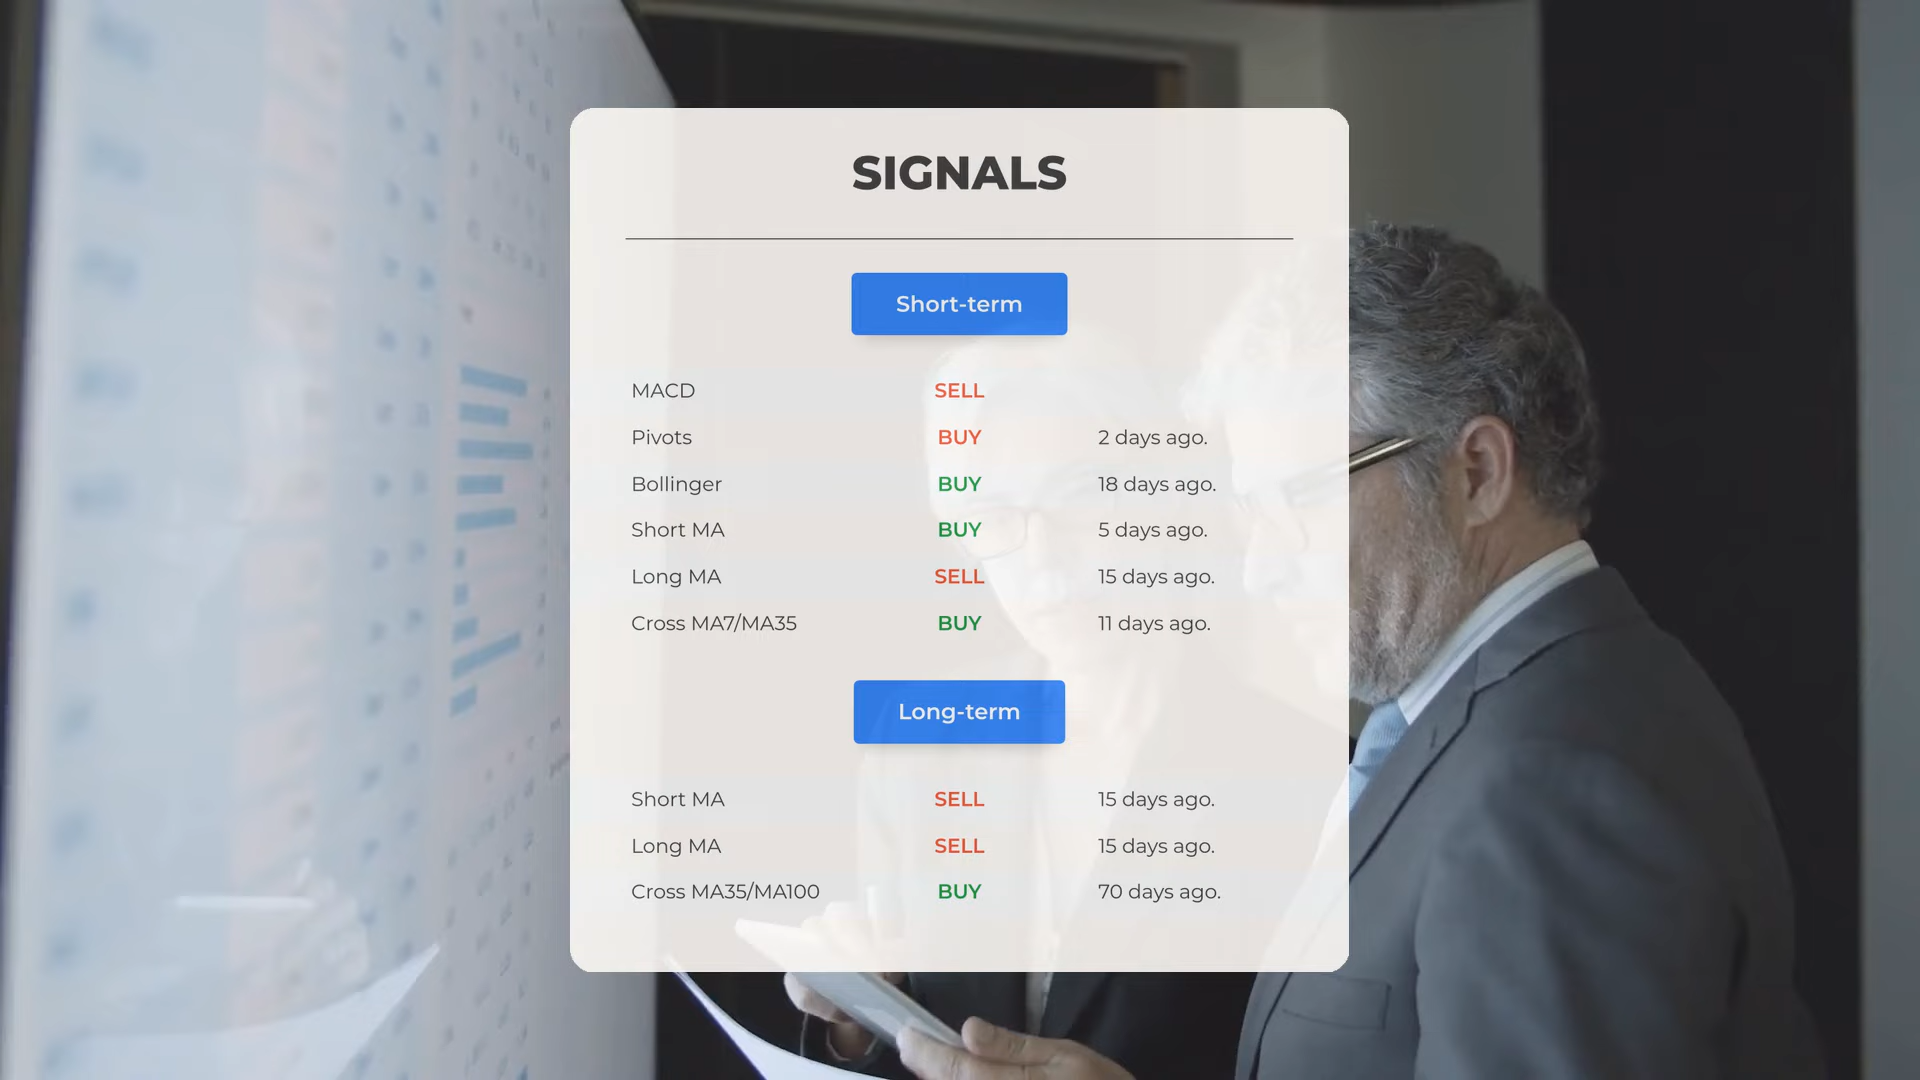 SIGNALS
Short-term
MACD SELL
Pivots BUY 2 days ago.
Bollinger BUY 18 days ago.
Short MA BUY 5 days ago.
Long MA SELL 15 days ago.
Cross MA7/MA35 BUY 11 days ago.
Long-term
Short MA SELL 15 days ago.
Long MA SELL 15 days ago.
Cross MA35/MA100 BUY 70 days ago.